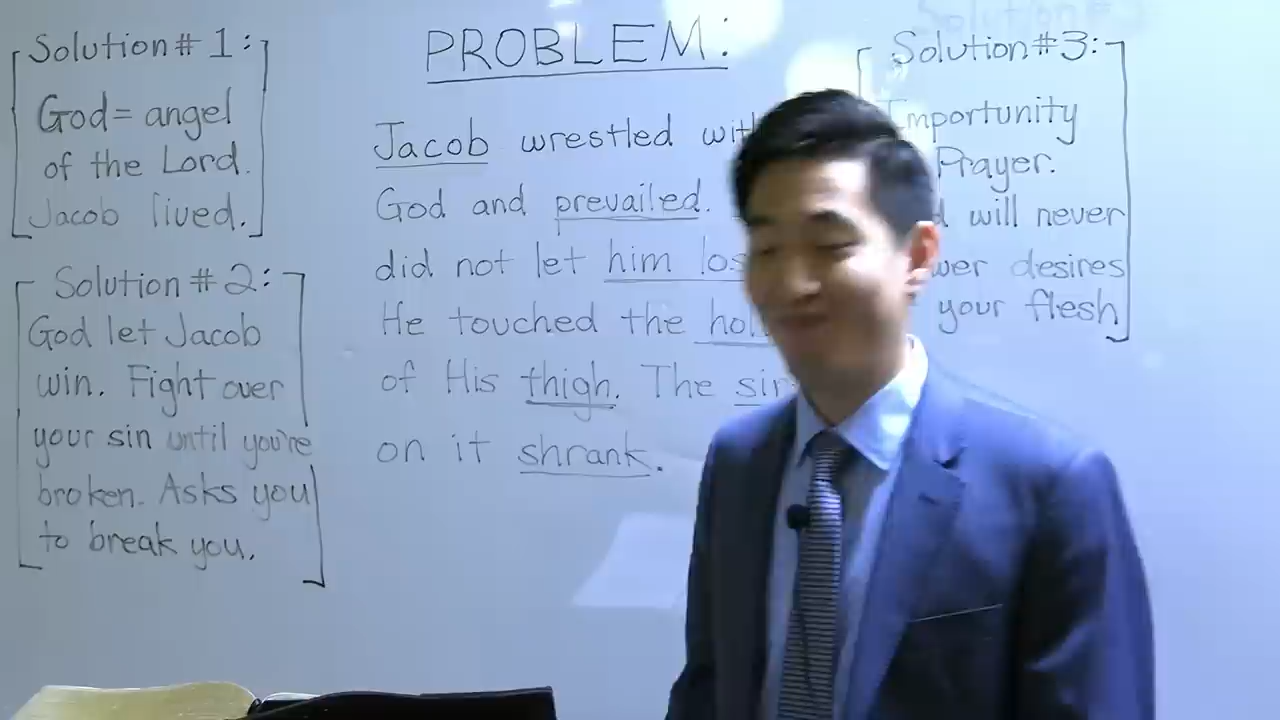 Solution # 1:
God = angel
of the Lord.
Jacob lived.
Solution # 2:
God let Jacob
win. Fight over
your sin until you're
broken. Asks you
to break you.
PROBLEM:
Jacob wrestled
God and prevailed.
did not let him
He touched the
of His thigh. The
on it shrank.
Solution #3:
Importunity
Prayer.
will never
desires
your flesh